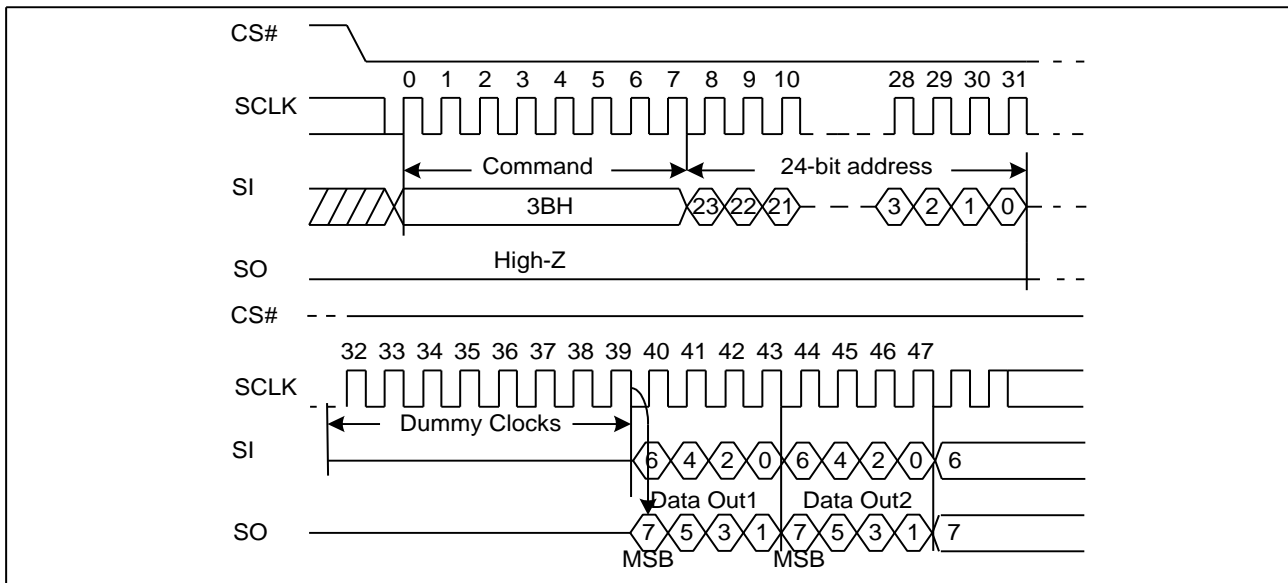 CS#
0 1 2 3 4 5 6 7 8 9 10 28 29 30 31
SCLK
Command 24-bit address
SI
3BH 23 22 21 3 2 1 0
High-Z
SO
CS#
32 33 34 35 36 37 38 39 40 41 42 43 44 45 46 47
SCLK
Dummy Clocks
SI
6 4 2 0 6 4 2 0 6
Data Out1 Data Out2
SO
7 5 3 1 7 5 3 1 7
MSB MSB